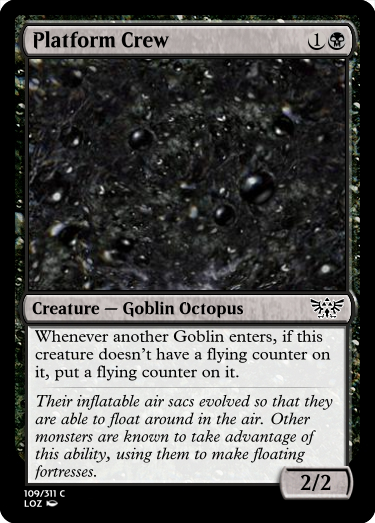 Platform Crew 1
Creature — Goblin Octopus
Whenever another Goblin enters, if this
creature doesn't have a flying counter on
it, put a flying counter on it.
Their inflatable air sacs evolved so that they
are able to float around in the air. Other
monsters are known to take advantage of
this ability, using them to make floating
fortresses.
2/2
109/311 C
LOZ